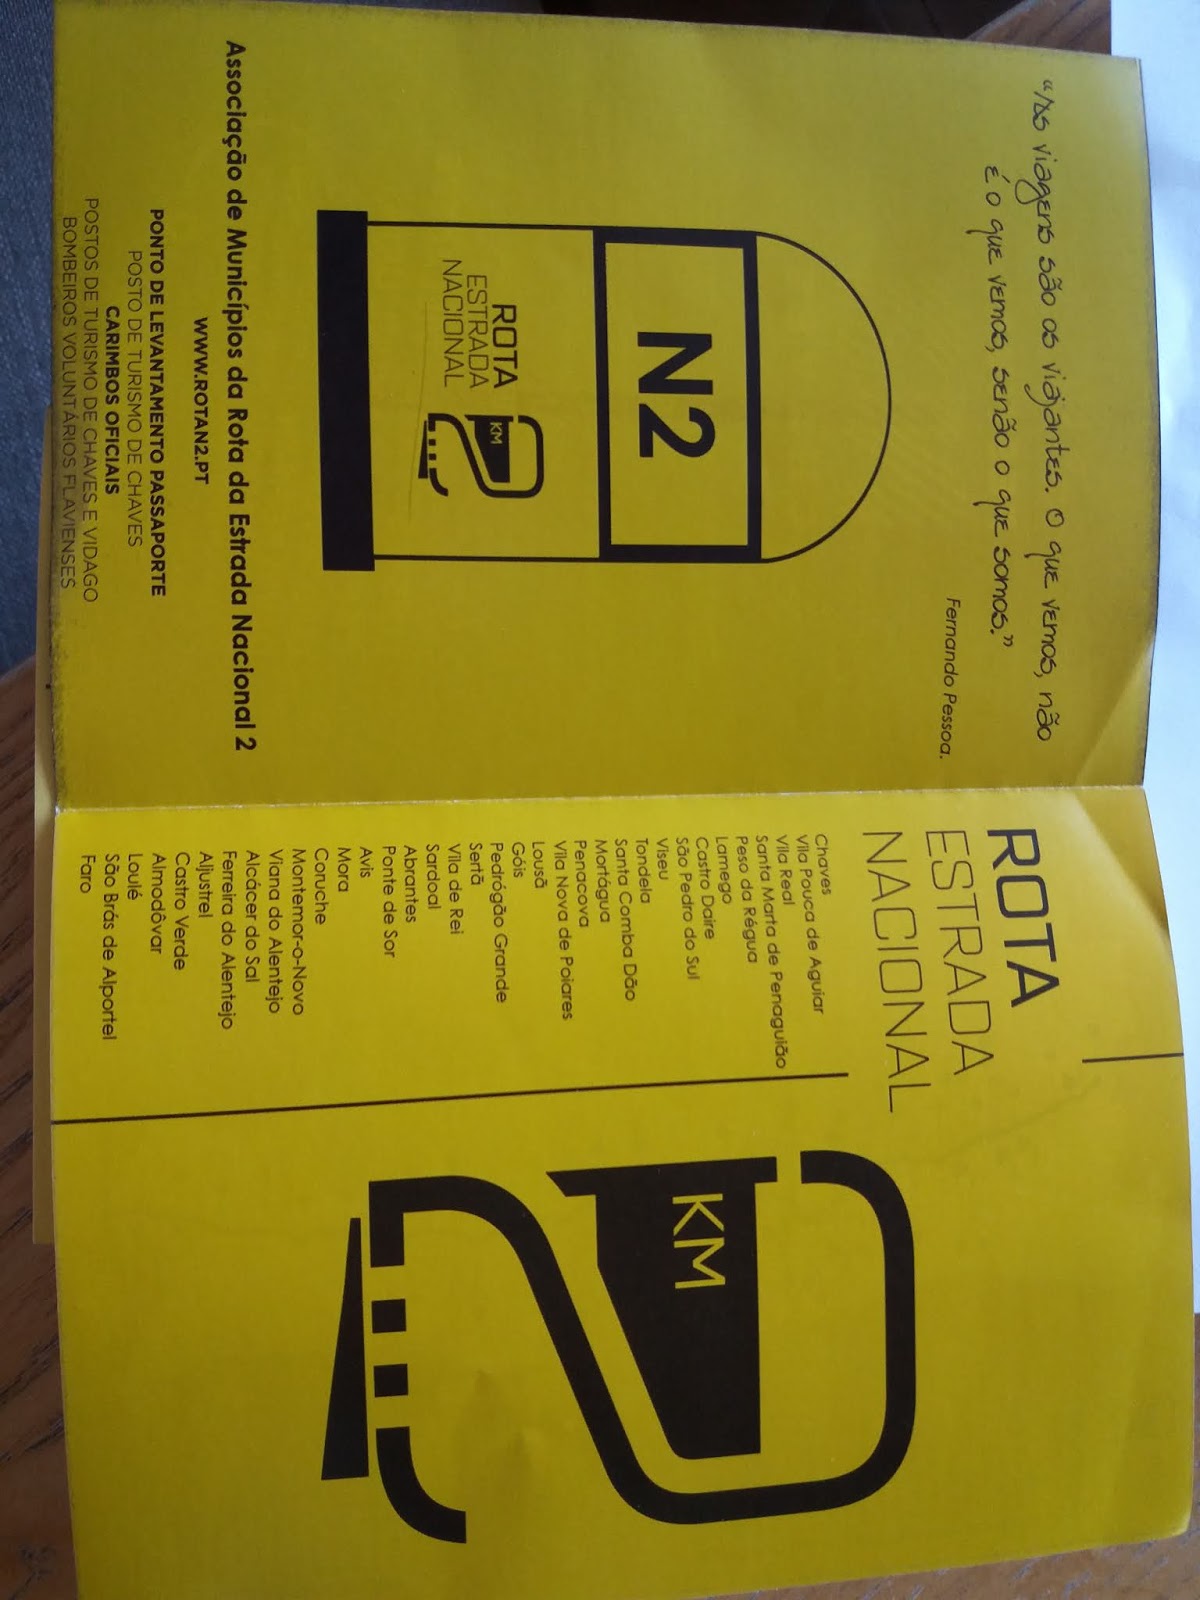 “As viagens são os viajantes. O que vemos, não
é o que vemos, senão o que somos.”
Fernando Pessoa.
N2
ROTA
ESTRADA
NACIONAL
KM
Associação de Municípios da Rota da Estrada Nacional 2
WWW.ROTAN2.PT
PONTO DE LEVANTAMENTO PASSAPORTE
POSTO DE TURISMO DE CHAVES
CARIMBOS OFICIAIS
POSTOS DE TURISMO DE CHAVES E VIDAGO
BOMBEIROS VOLUNTÁRIOS FLAVIENSES
ROTA
ESTRADA
NACIONAL
Chaves
Vila Pouca de Aguiar
Vila Real
Santa Marta de Penaguião
Peso da Régua
Lamego
Castro Daire
São Pedro do Sul
Viseu
Tondela
Santa Comba Dão
Mortágua
Penacova
Vila Nova de Poiares
Lousã
Góis
Pedrógão Grande
Sertã
Vila de Rei
Sardoal
Abrantes
Ponte de Sor
Avis
Mora
Coruche
Montemor-o-Novo
Viana do Alentejo
Alcácer do Sal
Ferreira do Alentejo
Aljustrel
Castro Verde
Almodôvar
Loulé
São Brás de Alportel
Faro
KM